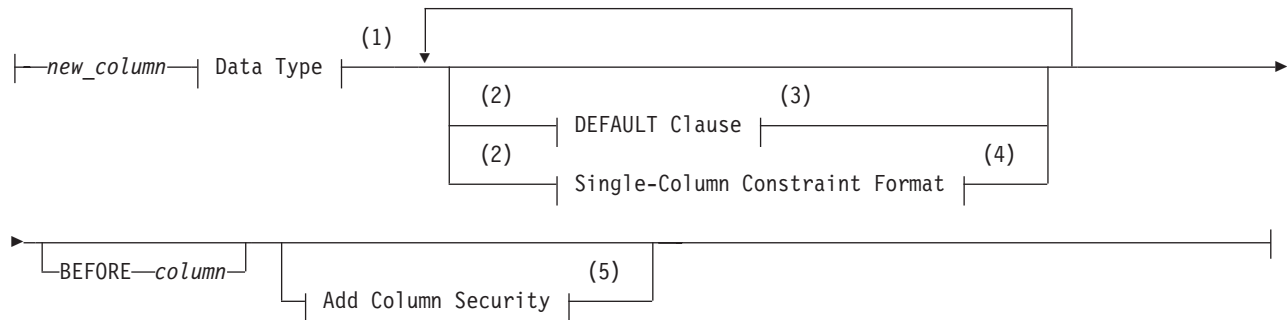 (1)
new_column Data Type
(2) (3)
DEFAULT Clause
(2) (4)
Single-Column Constraint Format
BEFORE column
(5)
Add Column Security